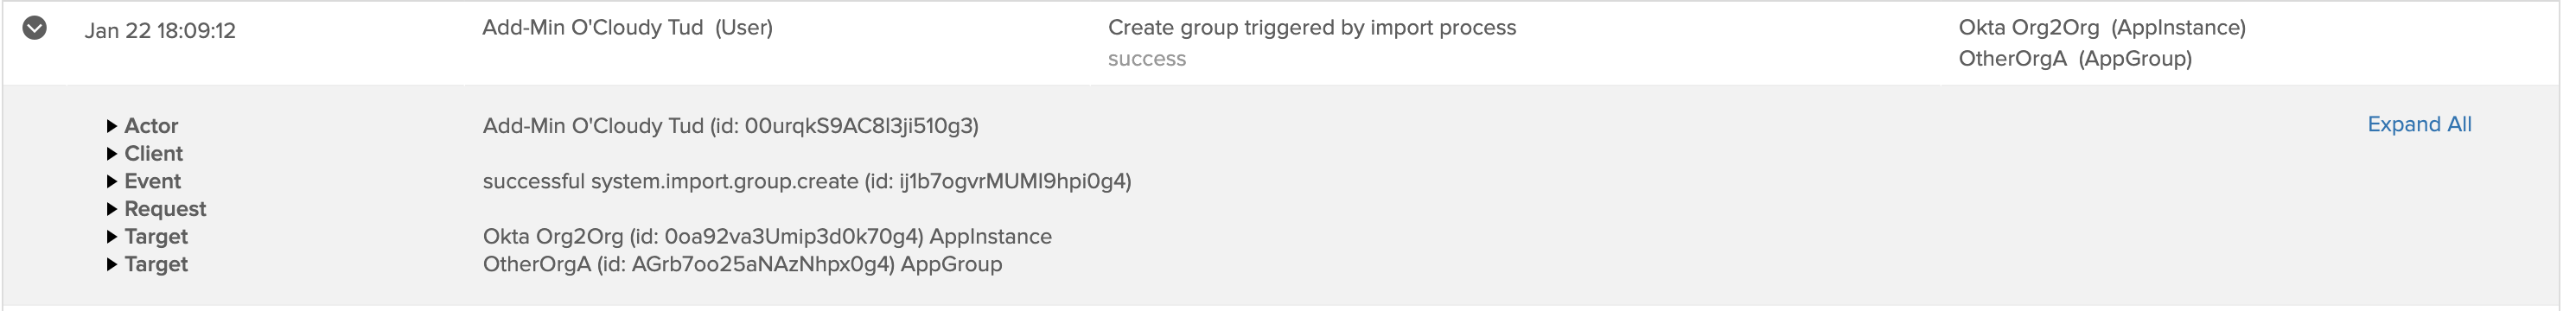 Jan 22 18:09:12 Add-Min O'Cloudy Tud (User) Create group triggered by import process Okta Org2Org (AppInstance)
success OtherOrgA (AppGroup)
Actor Add-Min O'Cloudy Tud (id: 00urqkS9AC8I3ji510g3) Expand All
Client
Event successful system.import.group.create (id: ij1b7ogvrMUMI9hpi0g4)
Request
Target Okta Org2Org (id: 0oa92va3Umip3d0k70g4) AppInstance
Target OtherOrgA (id: AGrb7oo25aNAzNhpx0g4) AppGroup